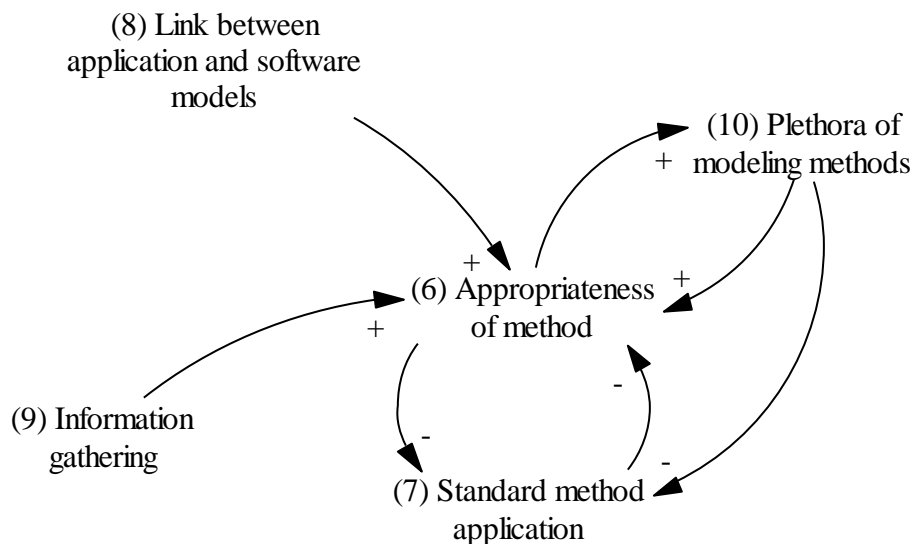 (8) Link between
application and software
models
(10) Plethora of
modeling methods
+
+
(6) Appropriateness
of method
+
+
(9) Information
gathering
-
-
-
(7) Standard method
application